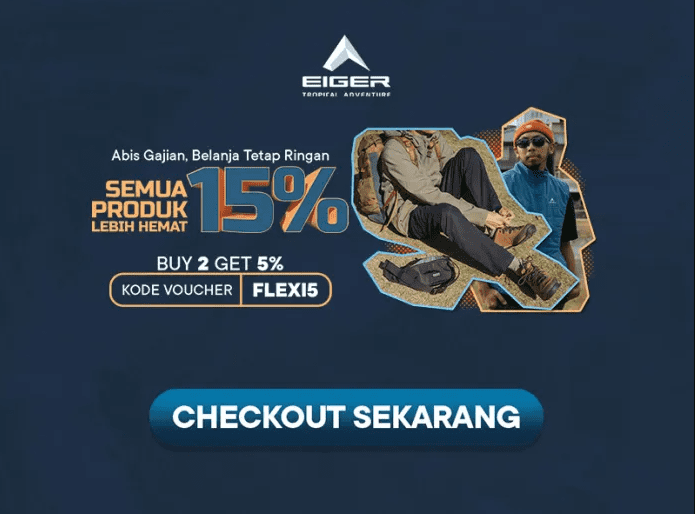 EIGER
TROPICAL ADVENTURE
Abis Gajian, Belanja Tetap Ringan
SEMUA
PRODUK
LEBIH HEMAT
15%
BUY 2 GET 5%
KODE VOUCHER FLEXI5
CHECKOUT SEKARANG